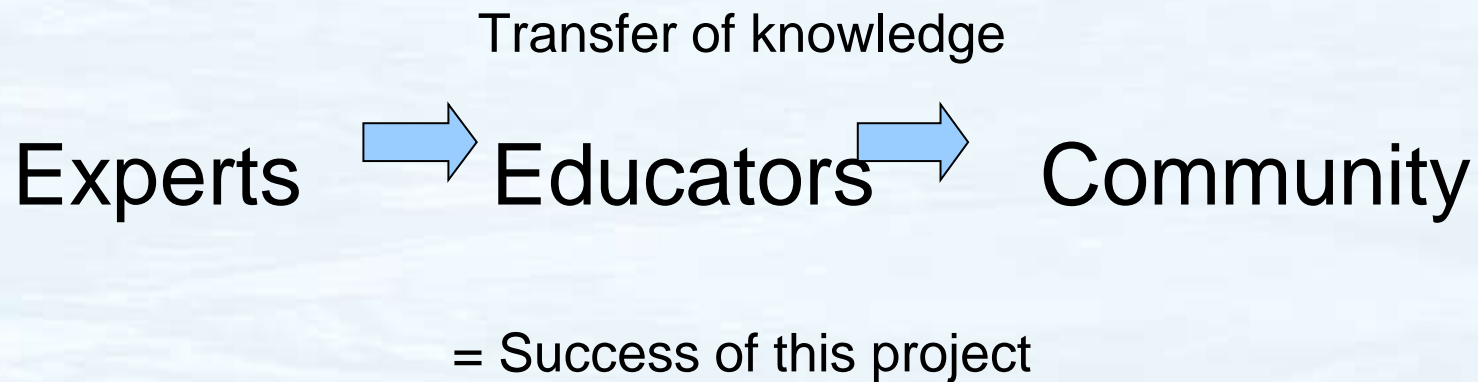 Transfer of knowledge
Experts Educators Community
= Success of this project